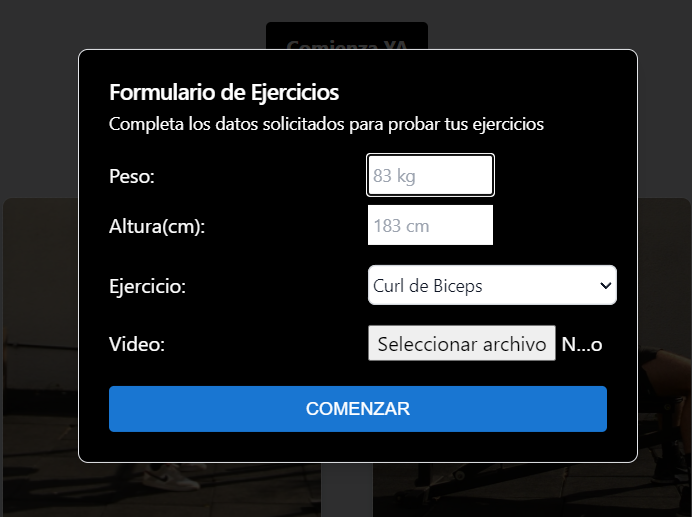 Comienza YA
Formulario de Ejercicios
Completa los datos solicitados para probar tus ejercicios
Peso: 83 kg
Altura(cm): 183 cm
Ejercicio: Curl de Biceps
Video: Seleccionar archivo N...o
COMENZAR